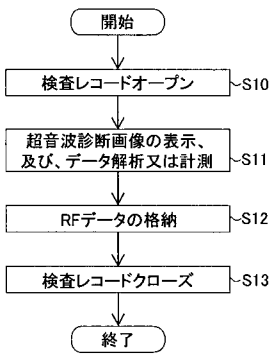 開始
検査レコードオープン
S10
超音波診断画像の表示、
及び、データ解析又は計測
S11
RFデータの格納
S12
検査レコードクローズ
S13
終了